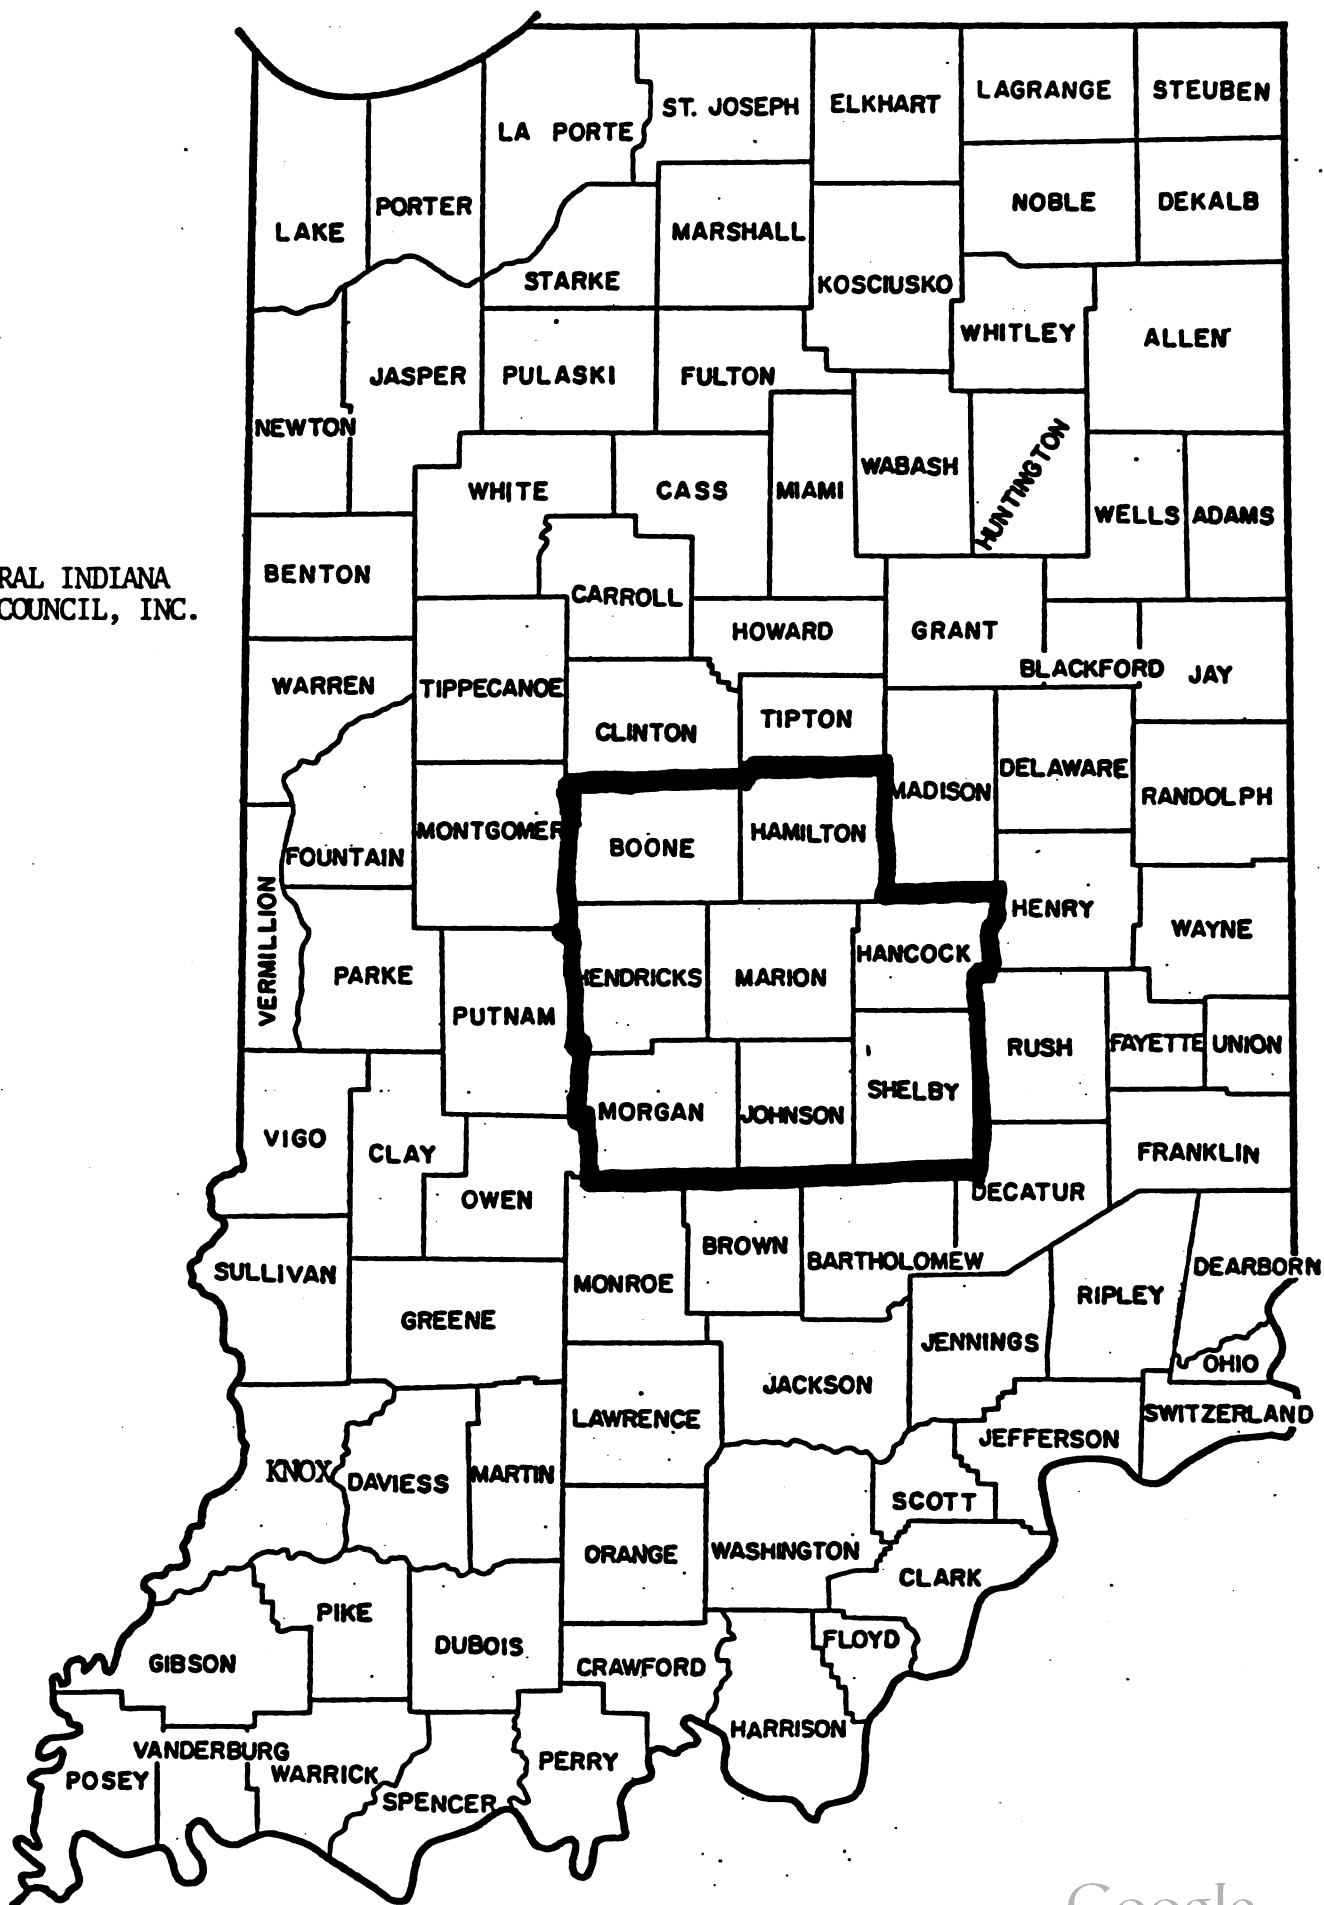 LAGRANGE
STEUBEN
ST. JOSEPH
ELKHART
LA PORTE
NOBLE
DEKALB
PORTER
LAKE
MARSHALL
STARKE
KOSCIUSKO
WHITLEY
ALLEN
JASPER
PULASKI
FULTON
NEWTON
HUNTINGTON
WABASH
WHITE
CASS
MIAMI
WELLS
ADAMS
BENTON
RAL INDIANA
COUNCIL, INC.
CARROLL
HOWARD
GRANT
BLACKFORD
JAY
WARREN
TIPPECANOE
CLINTON
TIPTON
DELAWARE
MADISON
RANDOLPH
MONTGOMER
HAMILTON
BOONE
FOUNTAIN
HENRY
WAYNE
VERMILLION
HANCOCK
PARKE
HENDRICKS
MARION
PUTNAM
RUSH
FAYETTE
UNION
SHELBY
MORGAN
JOHNSON
VIGO
CLAY
FRANKLIN
OWEN
DECATUR
BROWN
BARTHOLOMEW
SULLIVAN
MONROE
DEARBORN
RIPLEY
GREENE
JENNINGS
OHIO
JACKSON
LAWRENCE
SWITZERLAND
JEFFERSON
KNOX
DAVIESS
MARTIN
SCOTT
ORANGE
WASHINGTON
CLARK
PIKE
DUBOIS
FLOYD
GIBSON
CRAWFORD
HARRISON
VANDERBURG
PERRY
POSEY
WARRICK
SPENCER
Google